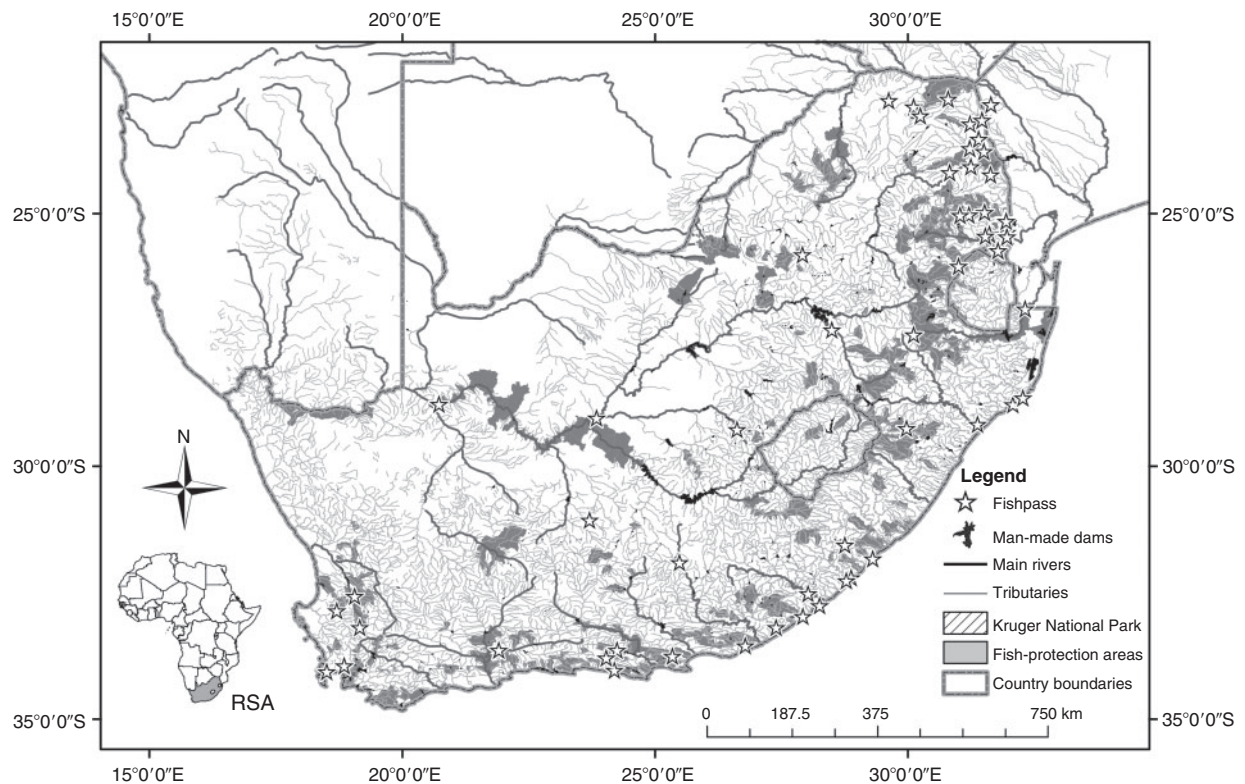 15°0′0″E 20°0′0″E 25°0′0″E 30°0′0″E
25°0′0″S 25°0′0″S
30°0′0″S 30°0′0″S
35°0′0″S 35°0′0″S
N
RSA
Legend
Fishpass
Man-made dams
Main rivers
Tributaries
Kruger National Park
Fish-protection areas
Country boundaries
0 187.5 375 750 km
15°0′0″E 20°0′0″E 25°0′0″E 30°0′0″E